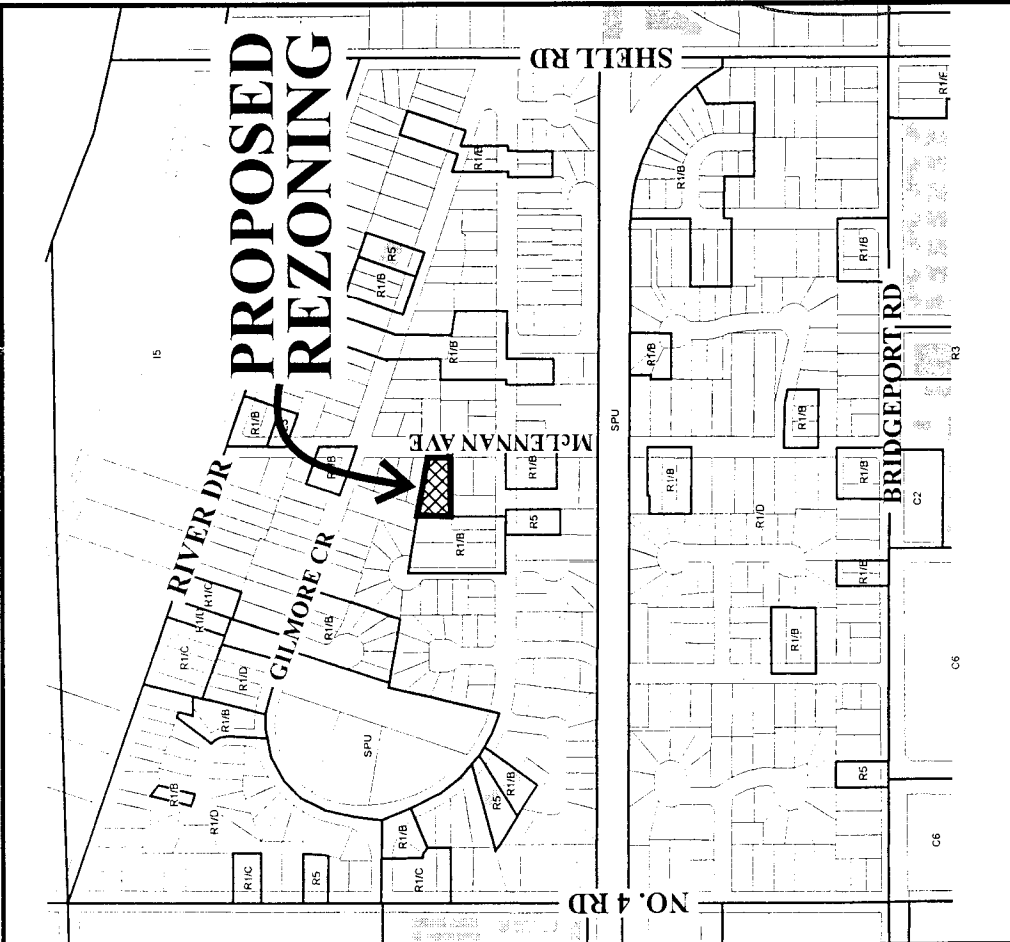 PROPOSED
REZONING
SHELL RD
R1/B
R1/B
R5
R1/B
R1/B
I5
R1/B
R1/B
R1/B
BRIDGEPORT RD
R3
RIVER DR
R1/B
McLENNAN AVE
SPU
R1/B
R1/B
R1/B
R1/B
R5
R1/B
R1/D
C2
GILMORE CR
R1/C
R1/C
R1/D
R1/B
R1/B
SPU
R1/B
R1/B
R1/D
R1/B
R5
R1/B
R1/C
R1/C
R5
R1/B
R5
C6
C6
NO. 4 RD